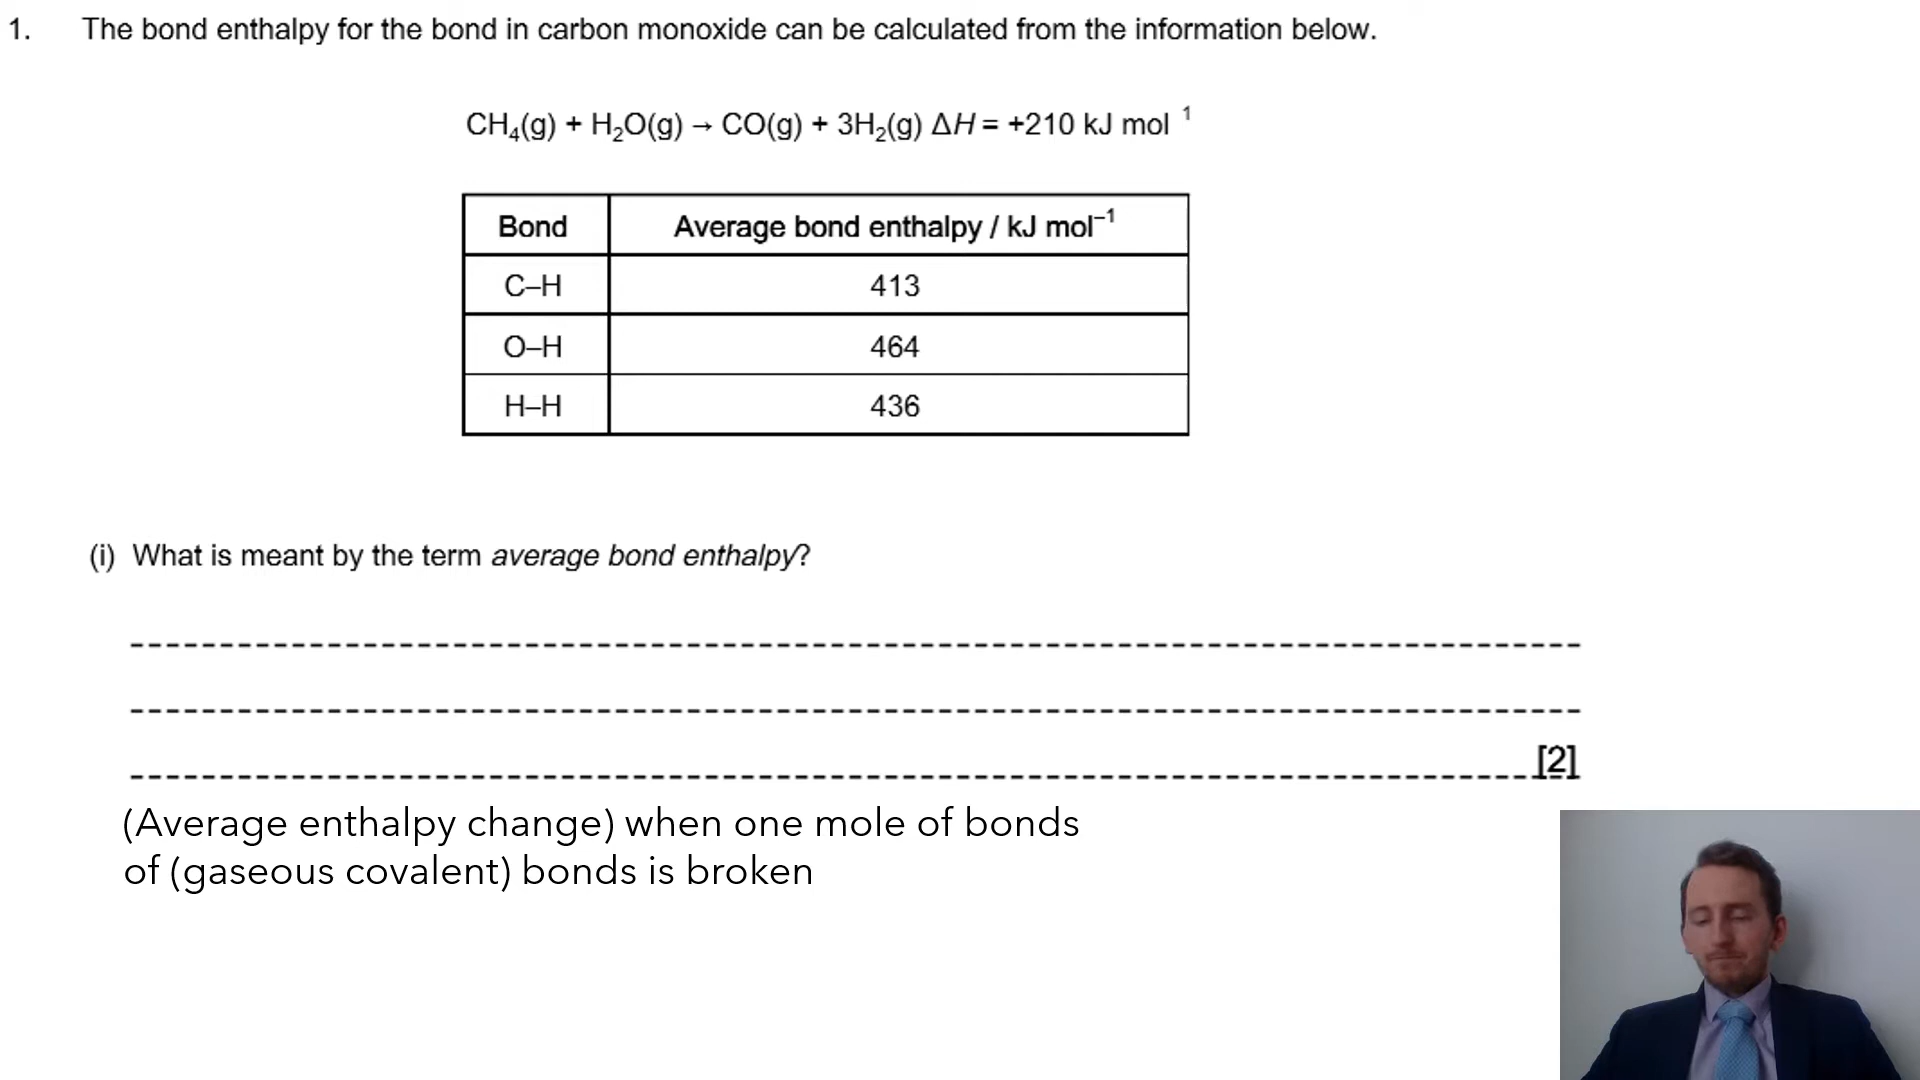 1. The bond enthalpy for the bond in carbon monoxide can be calculated from the information below.
CH₄(g) + H₂O(g) → CO(g) + 3H₂(g) ΔH = +210 kJ mol ¹
Bond Average bond enthalpy / kJ mol⁻¹
C–H 413
O–H 464
H–H 436
(i) What is meant by the term average bond enthalpy?
[2]
(Average enthalpy change) when one mole of bonds
of (gaseous covalent) bonds is broken